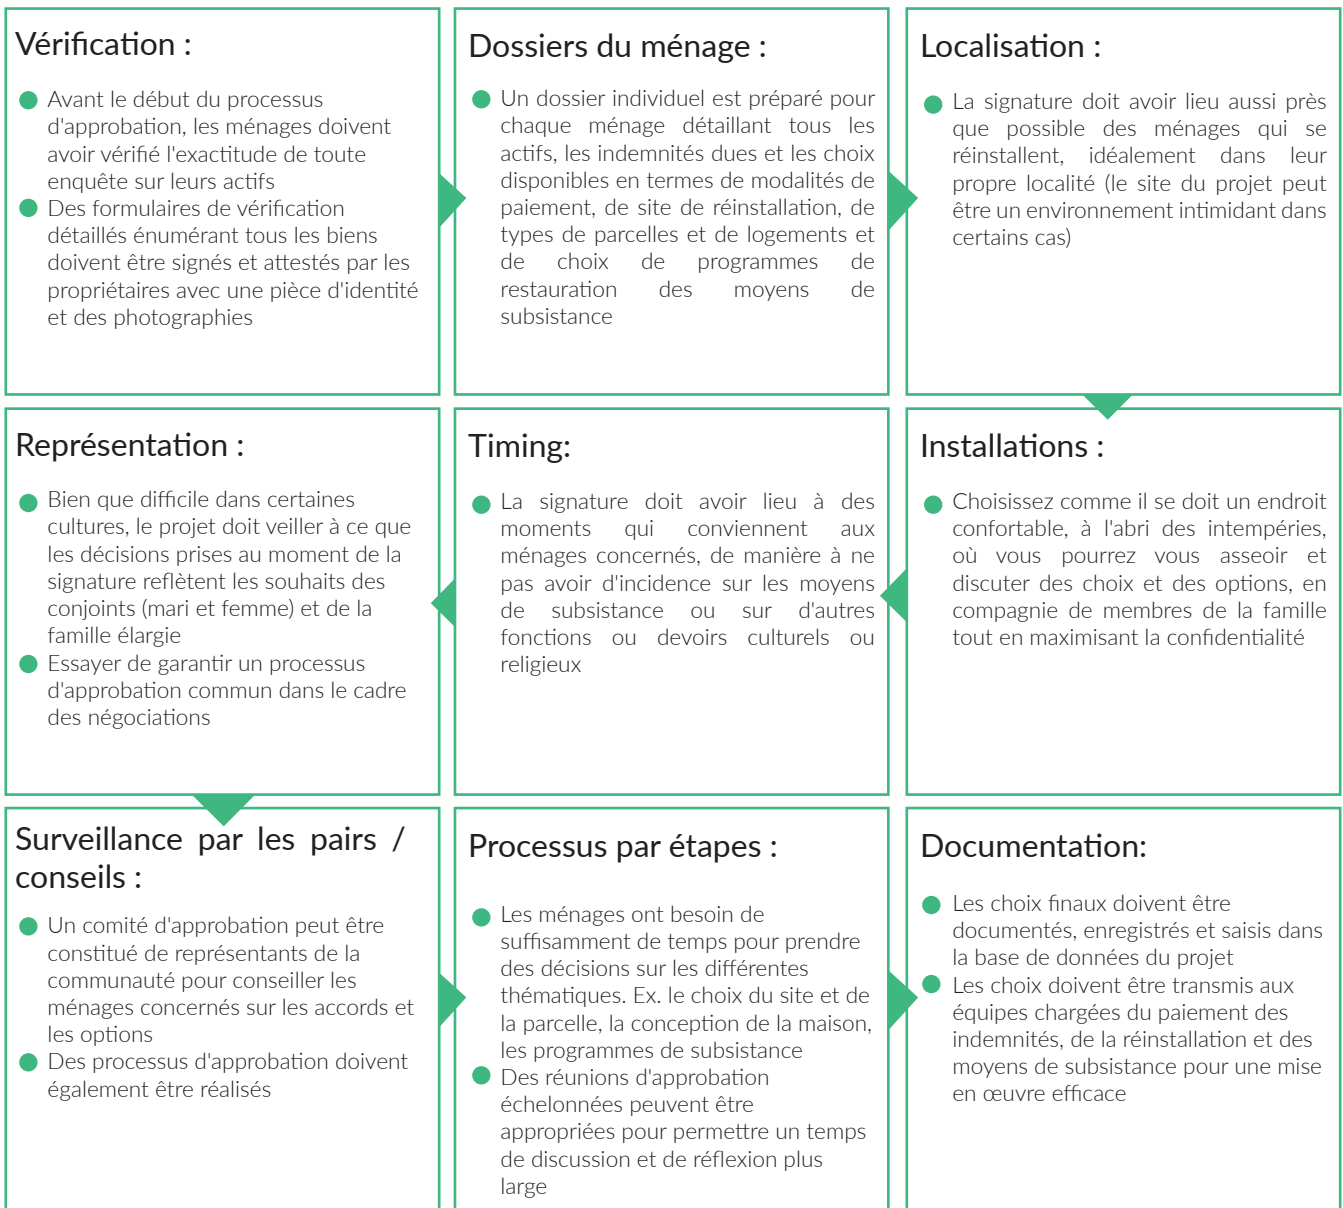 Vérification :
Avant le début du processus
d'approbation, les ménages doivent
avoir vérifié l'exactitude de toute
enquête sur leurs actifs
Des formulaires de vérification
détaillés énumérant tous les biens
doivent être signés et attestés par les
propriétaires avec une pièce d'identité
et des photographies
Dossiers du ménage :
Un dossier individuel est préparé pour
chaque ménage détaillant tous les
actifs, les indemnités dues et les choix
disponibles en termes de modalités de
paiement, de site de réinstallation, de
types de parcelles et de logements et
de choix de programmes de
restauration des moyens de
subsistance
Localisation :
La signature doit avoir lieu aussi près
que possible des ménages qui se
réinstallent, idéalement dans leur
propre localité (le site du projet peut
être un environnement intimidant dans
certains cas)
Installations :
Choisissez comme il se doit un endroit
confortable, à l'abri des intempéries,
où vous pourrez vous asseoir et
discuter des choix et des options, en
compagnie de membres de la famille
tout en maximisant la confidentialité
Timing:
La signature doit avoir lieu à des
moments qui conviennent aux
ménages concernés, de manière à ne
pas avoir d'incidence sur les moyens
de subsistance ou sur d'autres
fonctions ou devoirs culturels ou
religieux
Représentation :
Bien que difficile dans certaines
cultures, le projet doit veiller à ce que
les décisions prises au moment de la
signature reflètent les souhaits des
conjoints (mari et femme) et de la
famille élargie
Essayer de garantir un processus
d'approbation commun dans le cadre
des négociations
Surveillance par les pairs /
conseils :
Un comité d'approbation peut être
constitué de représentants de la
communauté pour conseiller les
ménages concernés sur les accords et
les options
Des processus d'approbation doivent
également être réalisés
Processus par étapes :
Les ménages ont besoin de
suffisamment de temps pour prendre
des décisions sur les différentes
thématiques. Ex. le choix du site et de
la parcelle, la conception de la maison,
les programmes de subsistance
Des réunions d'approbation
échelonnées peuvent être
appropriées pour permettre un temps
de discussion et de réflexion plus
large
Documentation:
Les choix finaux doivent être
documentés, enregistrés et saisis dans
la base de données du projet
Les choix doivent être transmis aux
équipes chargées du paiement des
indemnités, de la réinstallation et des
moyens de subsistance pour une mise
en œuvre efficace